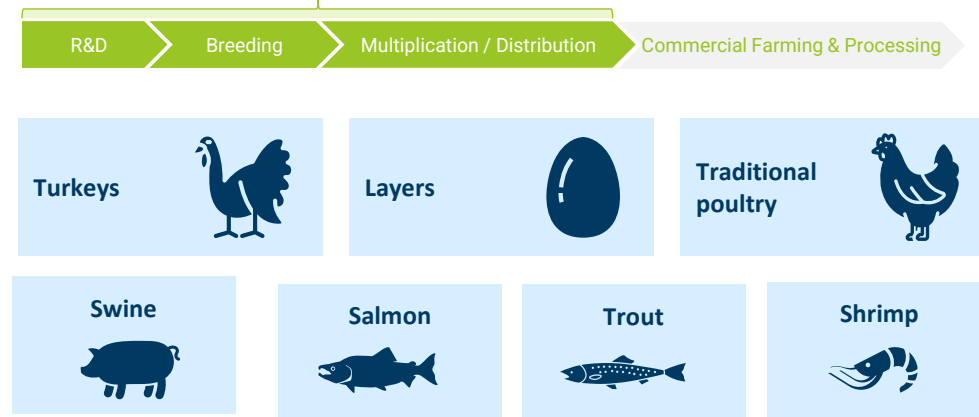 R&D
Breeding
Multiplication / Distribution
Commercial Farming & Processing
Turkeys
Layers
Traditional
poultry
Swine
Salmon
Trout
Shrimp